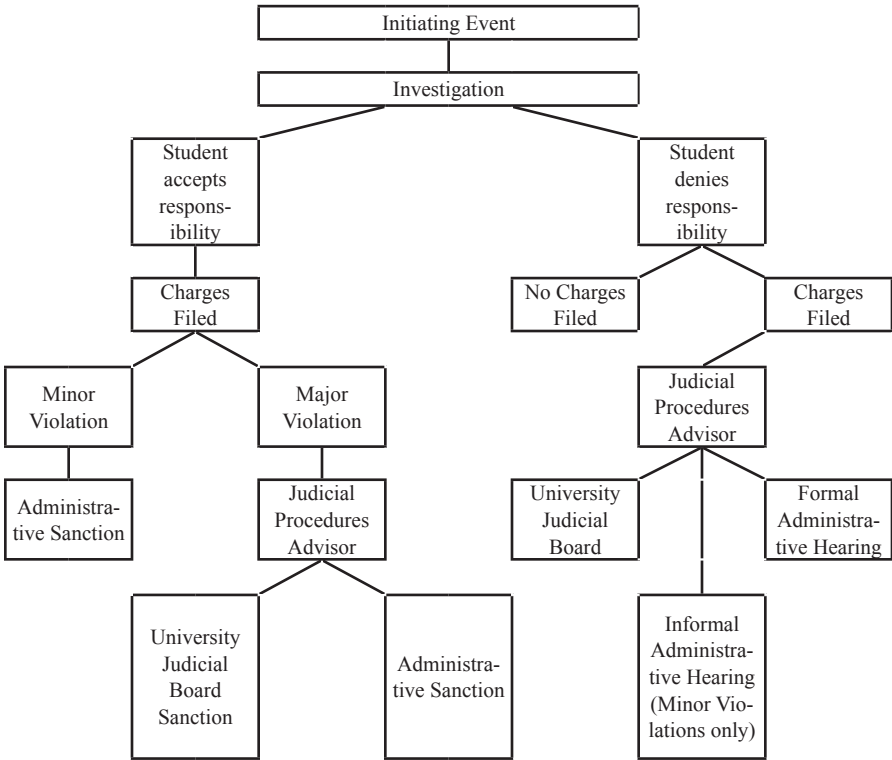 Initiating Event
Investigation
Student
accepts
respons-
ibility
Student
denies
respons-
ibility
Charges
Filed
No Charges
Filed
Charges
Filed
Minor
Violation
Major
Violation
Judicial
Procedures
Advisor
Administra-
tive Sanction
Judicial
Procedures
Advisor
University
Judicial
Board
Formal
Administra-
tive Hearing
University
Judicial
Board
Sanction
Administra-
tive Sanction
Informal
Administra-
tive Hearing
(Minor Vio-
lations only)